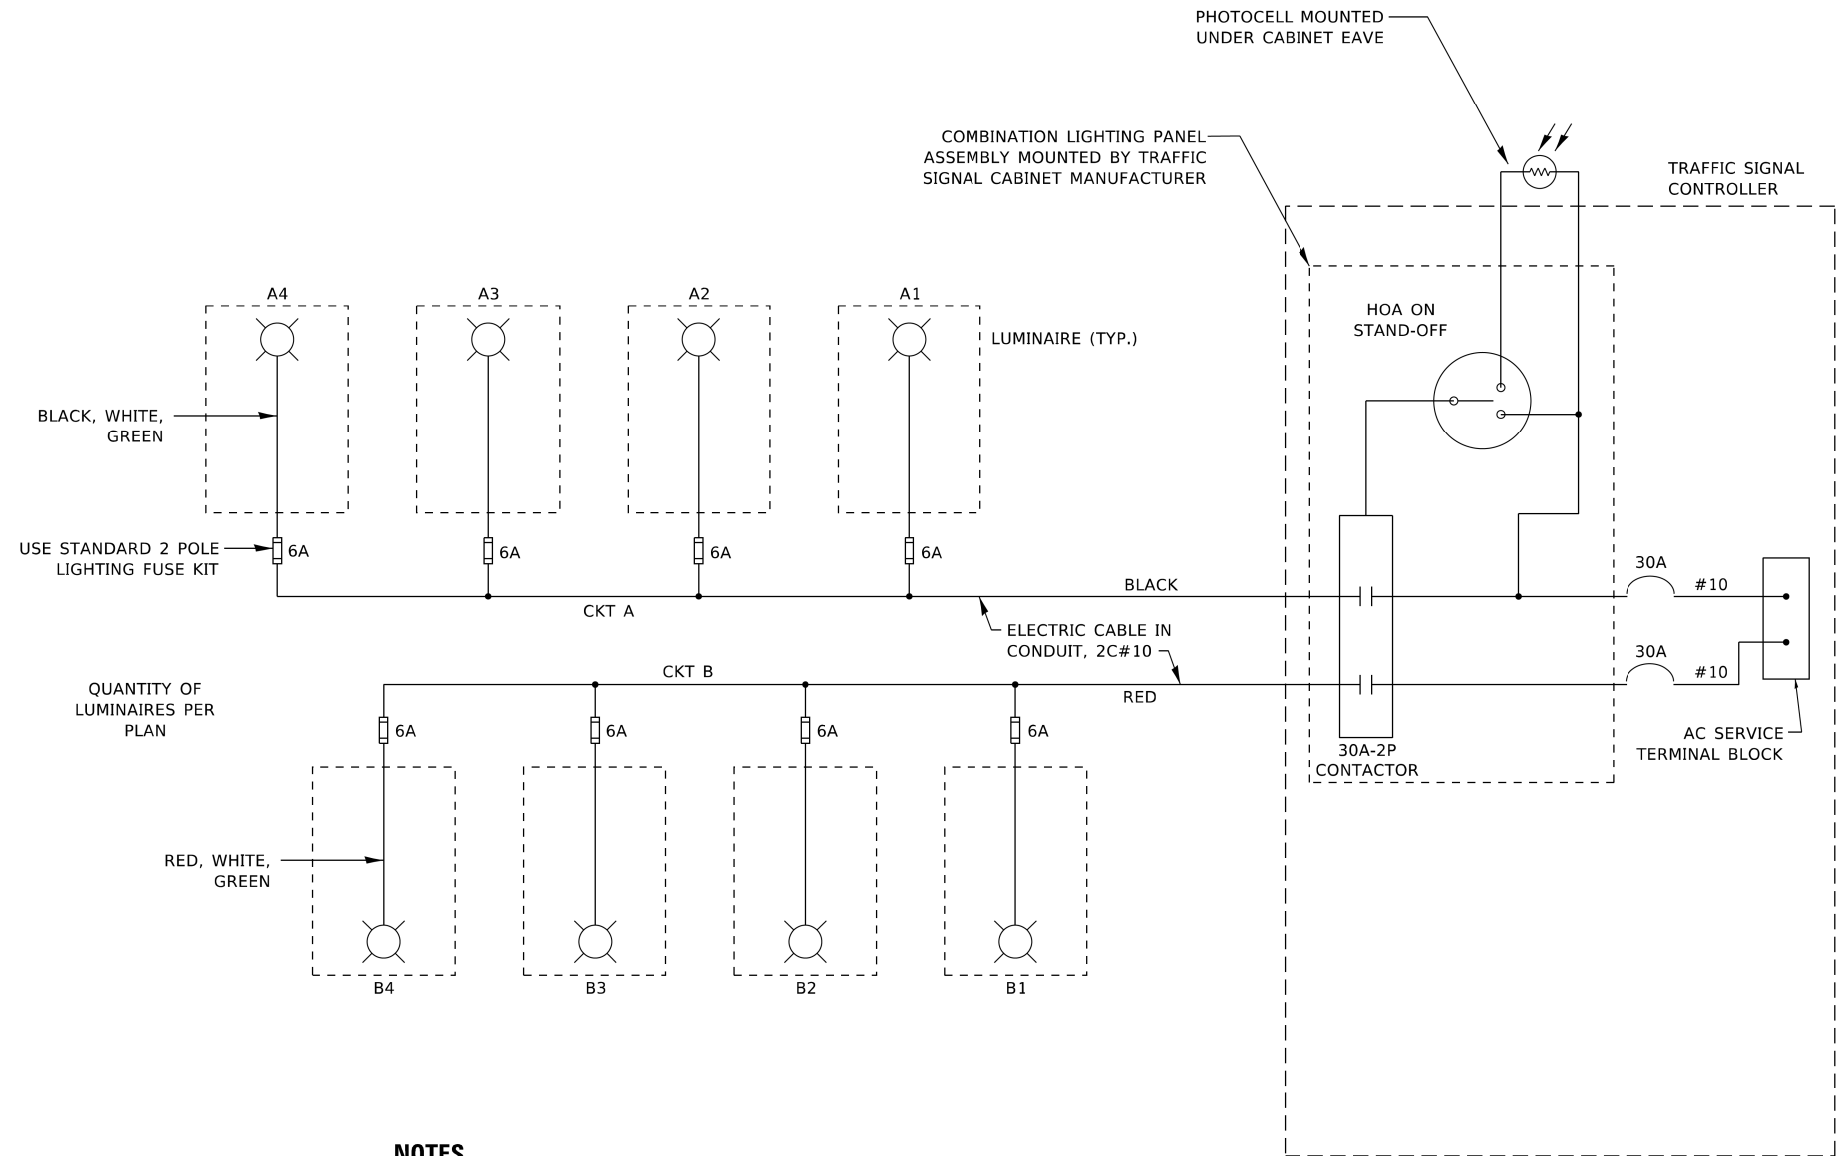 PHOTOCELL MOUNTED
UNDER CABINET EAVE
COMBINATION LIGHTING PANEL
ASSEMBLY MOUNTED BY TRAFFIC
SIGNAL CABINET MANUFACTURER
TRAFFIC SIGNAL
CONTROLLER
A4
A3
A2
A1
HOA ON
STAND-OFF
LUMINAIRE (TYP.)
BLACK, WHITE,
GREEN
USE STANDARD 2 POLE
LIGHTING FUSE KIT
6A
6A
6A
6A
30A
#10
BLACK
CKT A
ELECTRIC CABLE IN
CONDUIT, 2C#10
30A
#10
CKT B
RED
QUANTITY OF
LUMINAIRES PER
PLAN
6A
6A
6A
6A
AC SERVICE
TERMINAL BLOCK
30A-2P
CONTACTOR
RED, WHITE,
GREEN
B4
B3
B2
B1
NOTES